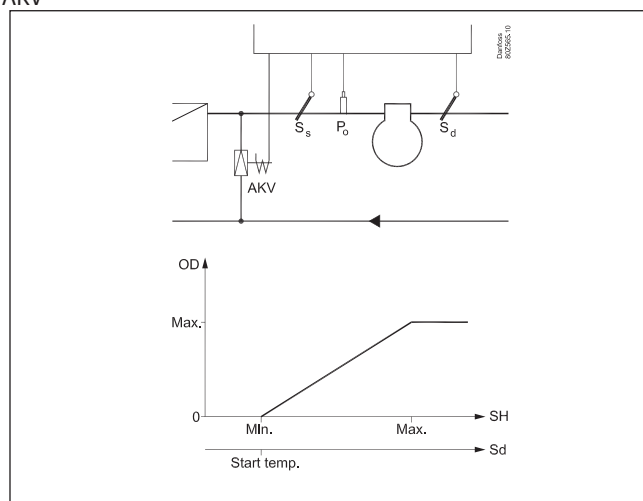 AKV
Danfoss
80Z565.10
Ss Po Sd
AKV
OD
Max.
0
SH
MIn. Max.
Sd
Start temp.